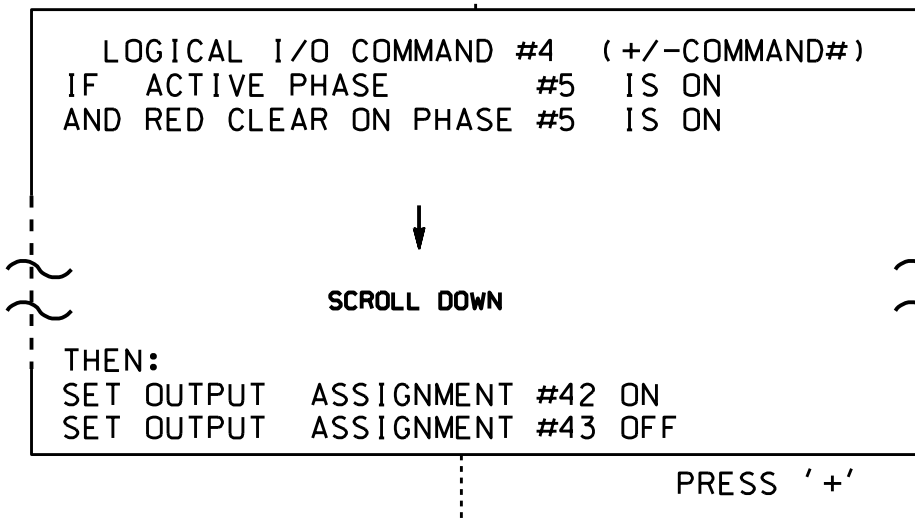 LOGICAL I/O COMMAND #4 (+/-COMMAND#)
IF ACTIVE PHASE #5 IS ON
AND RED CLEAR ON PHASE #5 IS ON
SCROLL DOWN
THEN:
SET OUTPUT ASSIGNMENT #42 ON
SET OUTPUT ASSIGNMENT #43 OFF
PRESS '+'